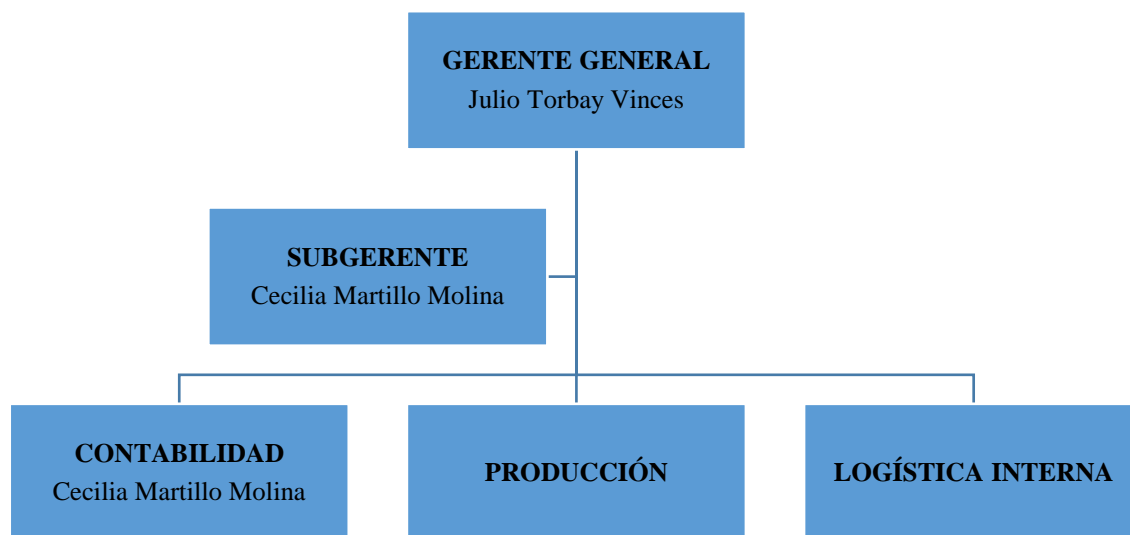 GERENTE GENERAL
Julio Torbay Vinces
SUBGERENTE
Cecilia Martillo Molina
CONTABILIDAD
Cecilia Martillo Molina
PRODUCCIÓN
LOGÍSTICA INTERNA